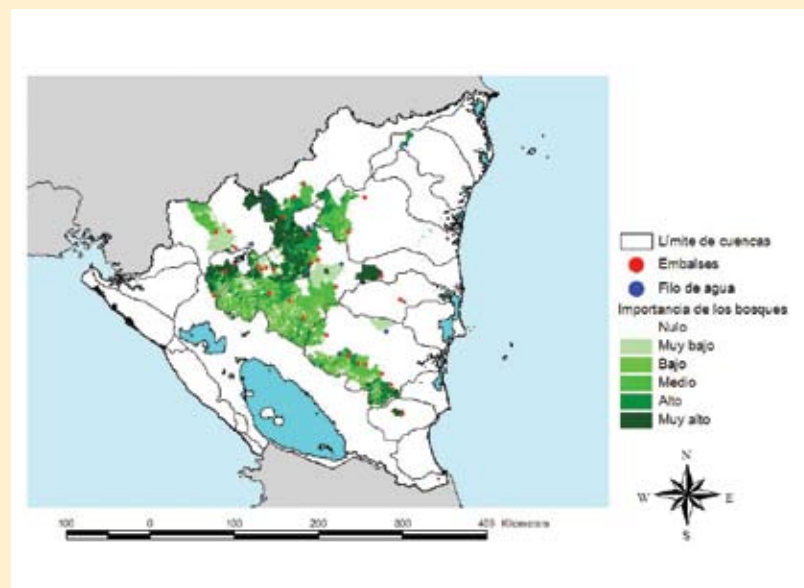 Límite de cuencas
Embalses
Filo de agua
Importancia de los bosques
Nulo
Muy bajo
Bajo
Medio
Alto
Muy alto
N
W E
S
100 0 100 200 300 400 Kilometers